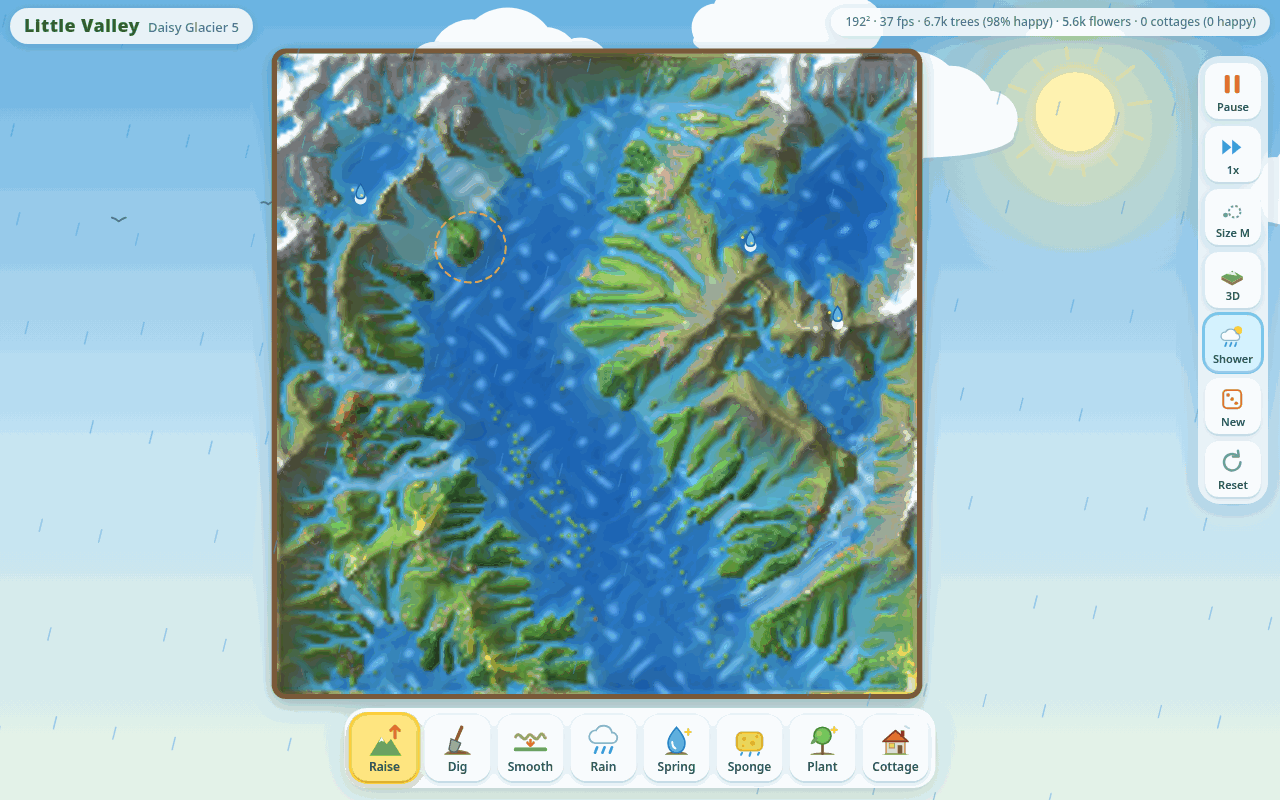 Little Valley Daisy Glacier 5
192² · 37 fps · 6.7k trees (98% happy) · 5.6k flowers · 0 cottages (0 happy)
Pause
1x
Size M
3D
Shower
New
Reset
Raise Dig Smooth Rain Spring Sponge Plant Cottage